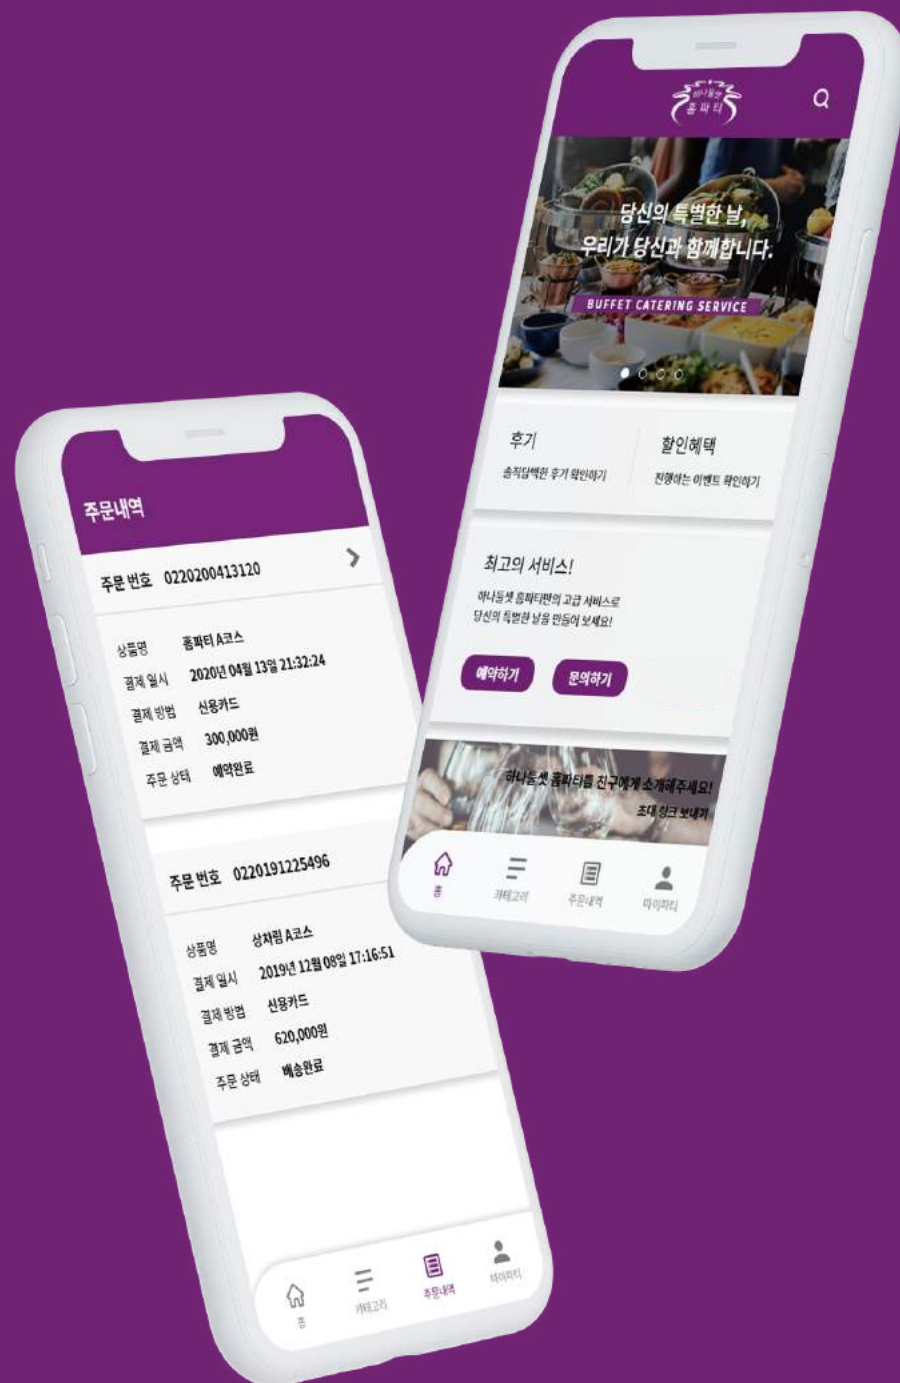 하나둘셋
홈파티
당신의 특별한 날,
우리가 당신과 함께합니다.
BUFFET CATERING SERVICE
후기
솔직담백한 후기 확인하기
할인혜택
진행하는 이벤트 확인하기
최고의 서비스!
하나둘셋 홈파티만의 고급 서비스로
당신의 특별한 날을 만들어 보세요!
예약하기
문의하기
하나둘셋 홈파티를 친구에게 소개해주세요!
초대 링크 보내기
홈
카테고리
주문내역
마이파티
주문내역
주문 번호 0220200413120
상품명 홈파티 A코스
결제 일시 2020년 04월 13일 21:32:24
결제 방법 신용카드
결제 금액 300,000원
주문 상태 예약완료
주문 번호 0220191225496
상품명 상차림 A코스
결제 일시 2019년 12월 08일 17:16:51
결제 방법 신용카드
결제 금액 620,000원
주문 상태 배송완료
홈
카테고리
주문내역
마이파티